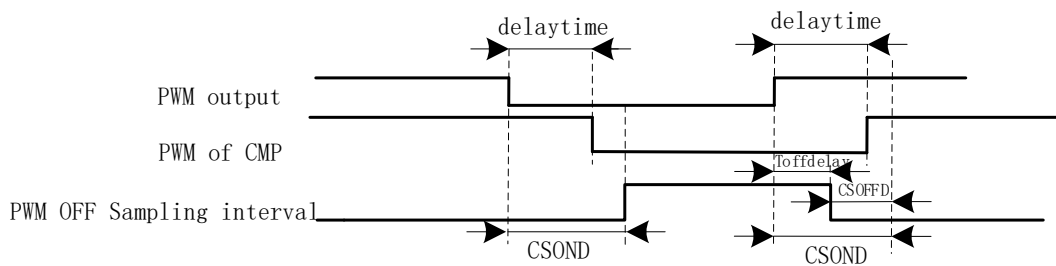 delaytime
delaytime
PWM output
PWM of CMP
Toffdelay
CSOFFD
PWM OFF Sampling interval
CSOND
CSOND